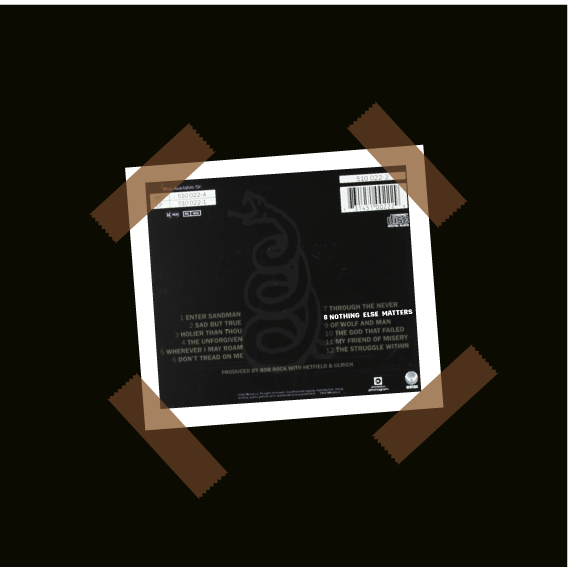 Also Available On
510 022-4
510 022-1
510 022-2
1 ENTER SANDMAN
2 SAD BUT TRUE
3 HOLIER THAN THOU
4 THE UNFORGIVEN
5 WHEREVER I MAY ROAM
6 DON'T TREAD ON ME
7 THROUGH THE NEVER
8 NOTHING ELSE MATTERS
9 OF WOLF AND MAN
10 THE GOD THAT FAILED
11 MY FRIEND OF MISERY
12 THE STRUGGLE WITHIN
PRODUCED BY BOB ROCK WITH HETFIELD & ULRICH
phonogram